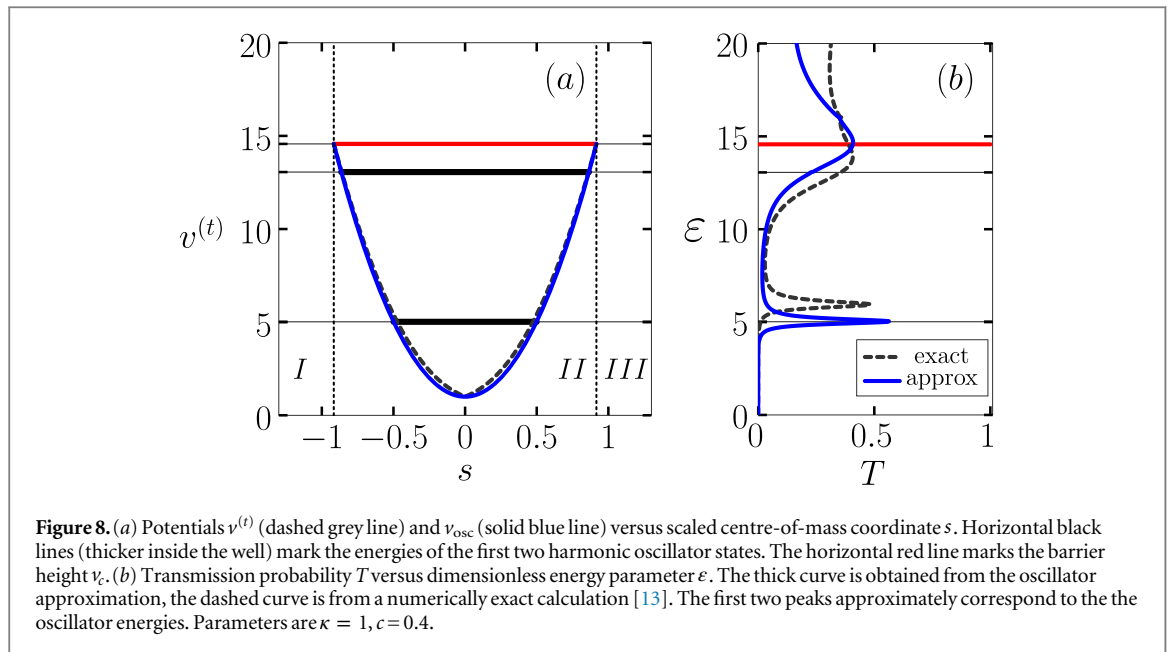 20
15
10
5
0
v^(t)
(a)
I
II
III
−1
−0.5
0
0.5
1
s
20
15
10
5
0
ε
(b)
exact
approx
0
0.5
1
T
Figure 8. (a) Potentials v^(t) (dashed grey line) and v_osc (solid blue line) versus scaled centre-of-mass coordinate s. Horizontal black
lines (thicker inside the well) mark the energies of the first two harmonic oscillator states. The horizontal red line marks the barrier
height v_c. (b) Transmission probability T versus dimensionless energy parameter ε. The thick curve is obtained from the oscillator
approximation, the dashed curve is from a numerically exact calculation [13]. The first two peaks approximately correspond to the the
oscillator energies. Parameters are κ = 1, c = 0.4.